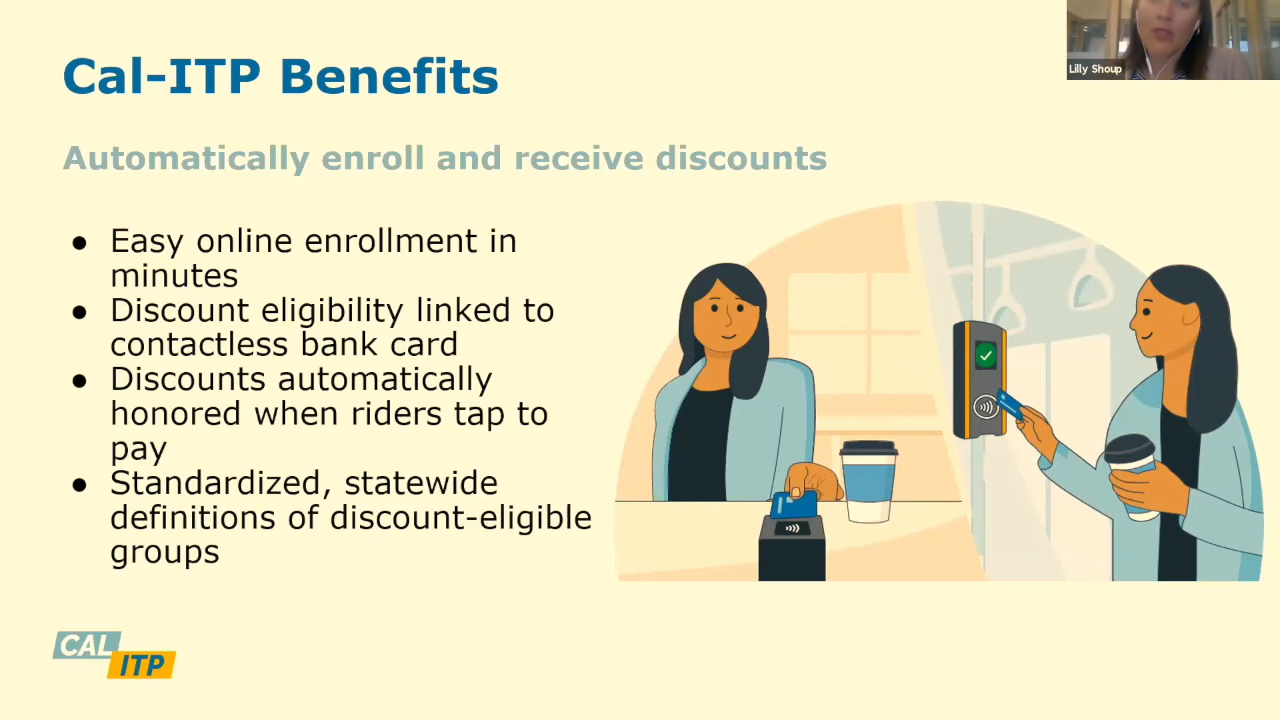 Cal-ITP Benefits
Lilly Shoup
Automatically enroll and receive discounts
● Easy online enrollment in
minutes
● Discount eligibility linked to
contactless bank card
● Discounts automatically
honored when riders tap to
pay
● Standardized, statewide
definitions of discount-eligible
groups
CAL
ITP